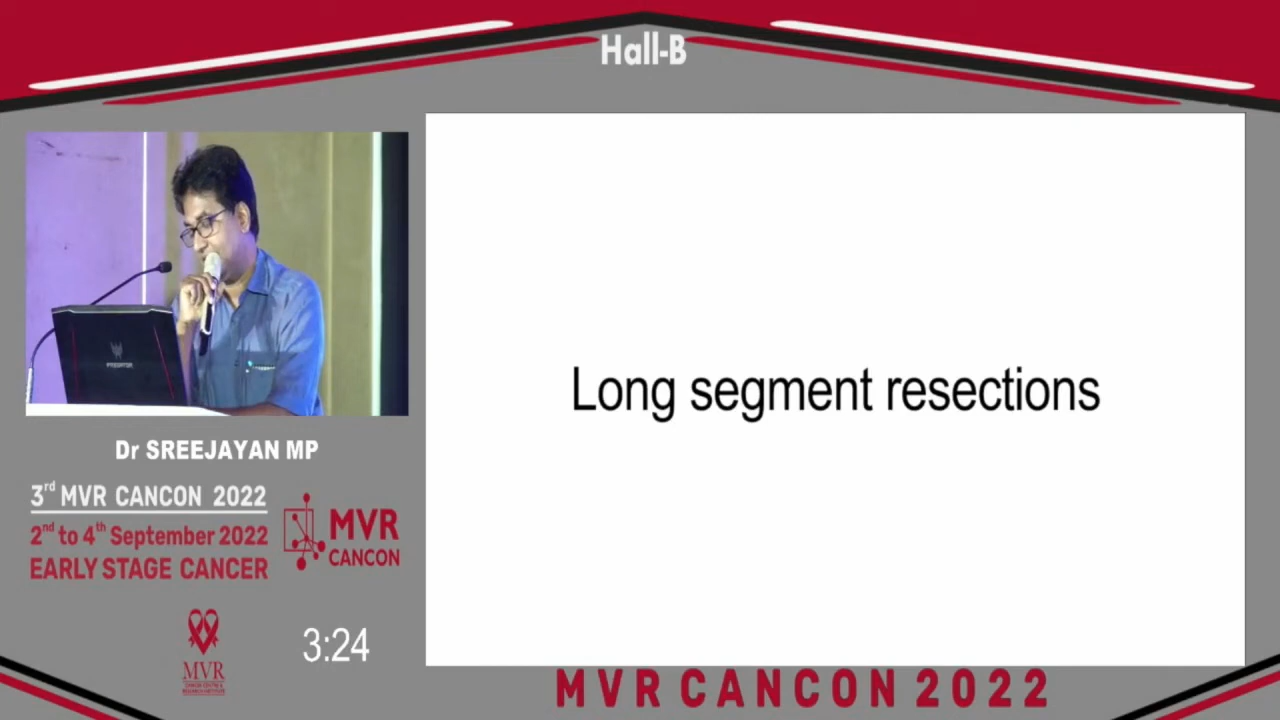 Hall-B
PREDATOR
Long segment resections
Dr SREEJAYAN MP
3rd MVR CANCON 2022
2nd to 4th September 2022
EARLY STAGE CANCER
MVR
CANCON
MVR
3:24
MVR CANCON 2022